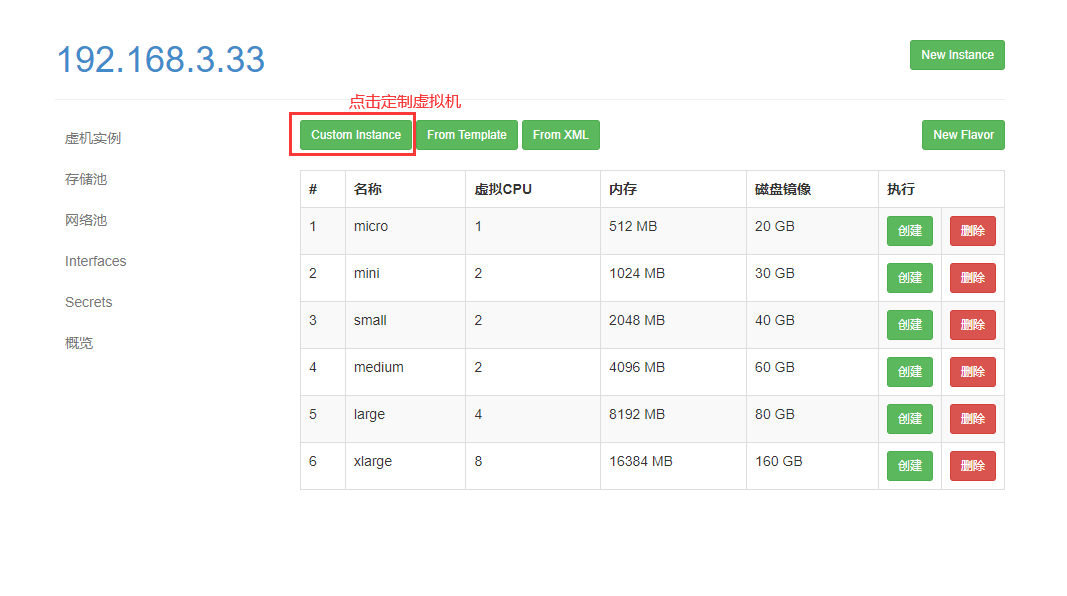 192.168.3.33
New Instance
点击定制虚拟机
Custom Instance From Template From XML New Flavor
虚机实例
存储池
网络池
Interfaces
Secrets
概览
# 名称 虚拟CPU 内存 磁盘镜像 执行
1 micro 1 512 MB 20 GB 创建 删除
2 mini 2 1024 MB 30 GB 创建 删除
3 small 2 2048 MB 40 GB 创建 删除
4 medium 2 4096 MB 60 GB 创建 删除
5 large 4 8192 MB 80 GB 创建 删除
6 xlarge 8 16384 MB 160 GB 创建 删除